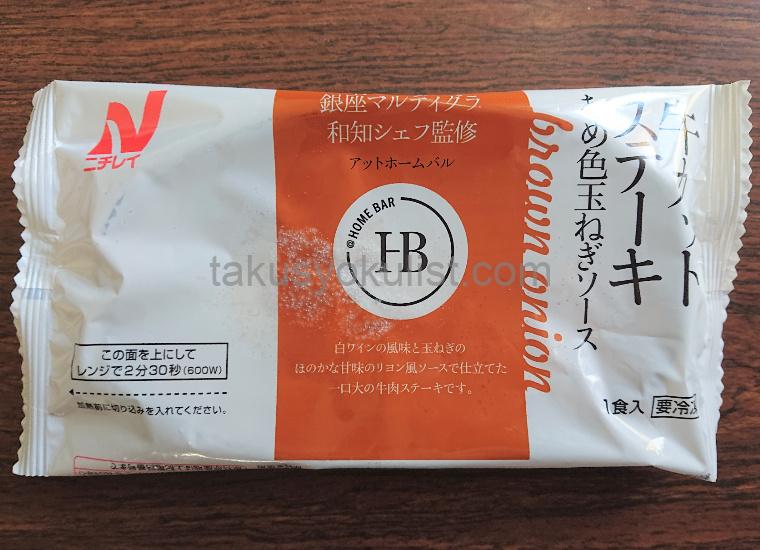 ニチレイ
銀座マルディグラ
和知シェフ監修
アットホームバル
@HOME BAR
HB
白ワインの風味と玉ねぎの
ほのかな甘味のリヨン風ソースで仕立てた
一口大の牛肉ステーキです。
brown onion
牛カット
ステーキ
あめ色玉ねぎソース
1食入 要冷凍
この面を上にして
レンジで2分30秒(600W)
加熱前に切り込みを入れてください。
takusyokulist.com